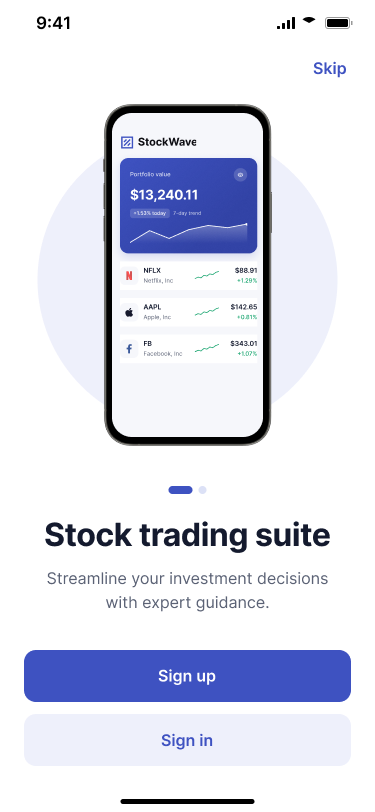 9:41
Skip
StockWave
Portfolio value
$13,240.11
+1.53% today 7-day trend
NFLX $88.91
Netflix, Inc +1.29%
AAPL $142.65
Apple, Inc +0.81%
FB $343.01
Facebook, Inc +1.07%
Stock trading suite
Streamline your investment decisions
with expert guidance.
Sign up
Sign in